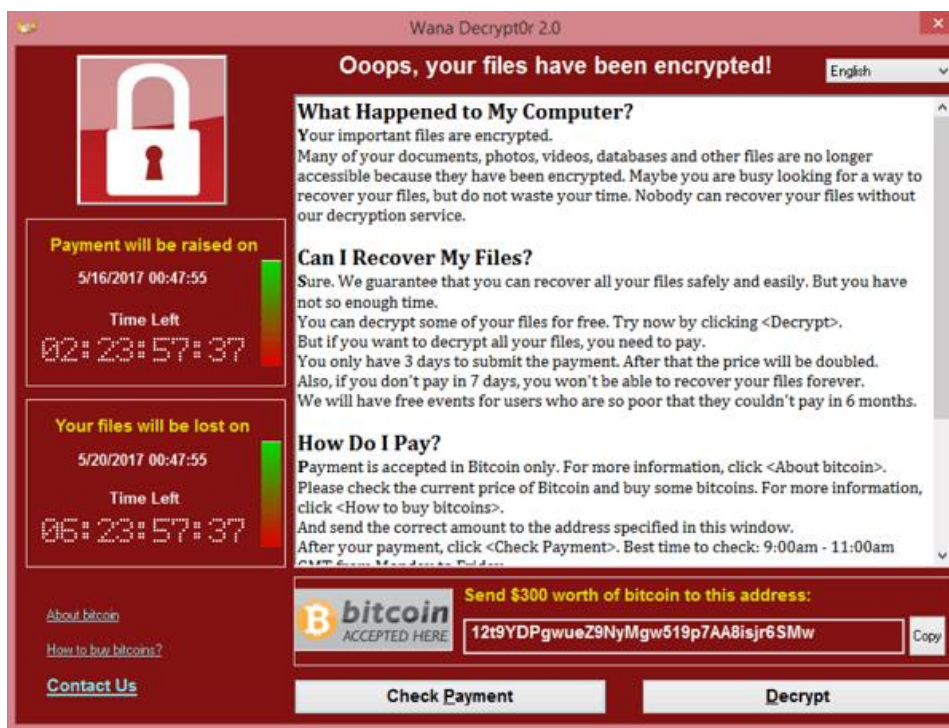 Wana Decrypt0r 2.0
Ooops, your files have been encrypted!
English
What Happened to My Computer?
Your important files are encrypted.
Many of your documents, photos, videos, databases and other files are no longer
accessible because they have been encrypted. Maybe you are busy looking for a way to
recover your files, but do not waste your time. Nobody can recover your files without
our decryption service.
Can I Recover My Files?
Sure. We guarantee that you can recover all your files safely and easily. But you have
not so enough time.
You can decrypt some of your files for free. Try now by clicking <Decrypt>.
But if you want to decrypt all your files, you need to pay.
You only have 3 days to submit the payment. After that the price will be doubled.
Also, if you don't pay in 7 days, you won't be able to recover your files forever.
We will have free events for users who are so poor that they couldn't pay in 6 months.
How Do I Pay?
Payment is accepted in Bitcoin only. For more information, click <About bitcoin>.
Please check the current price of Bitcoin and buy some bitcoins. For more information,
click <How to buy bitcoins>.
And send the correct amount to the address specified in this window.
After your payment, click <Check Payment>. Best time to check: 9:00am - 11:00am
GMT from Monday to Friday
Payment will be raised on
5/16/2017 00:47:55
Time Left
02:23:57:37
Your files will be lost on
5/20/2017 00:47:55
Time Left
06:23:57:37
About bitcoin
How to buy bitcoins?
Contact Us
bitcoin
ACCEPTED HERE
Send $300 worth of bitcoin to this address:
12t9YDPgwueZ9NyMgw519p7AA8isjr6SMw
Copy
Check Payment
Decrypt